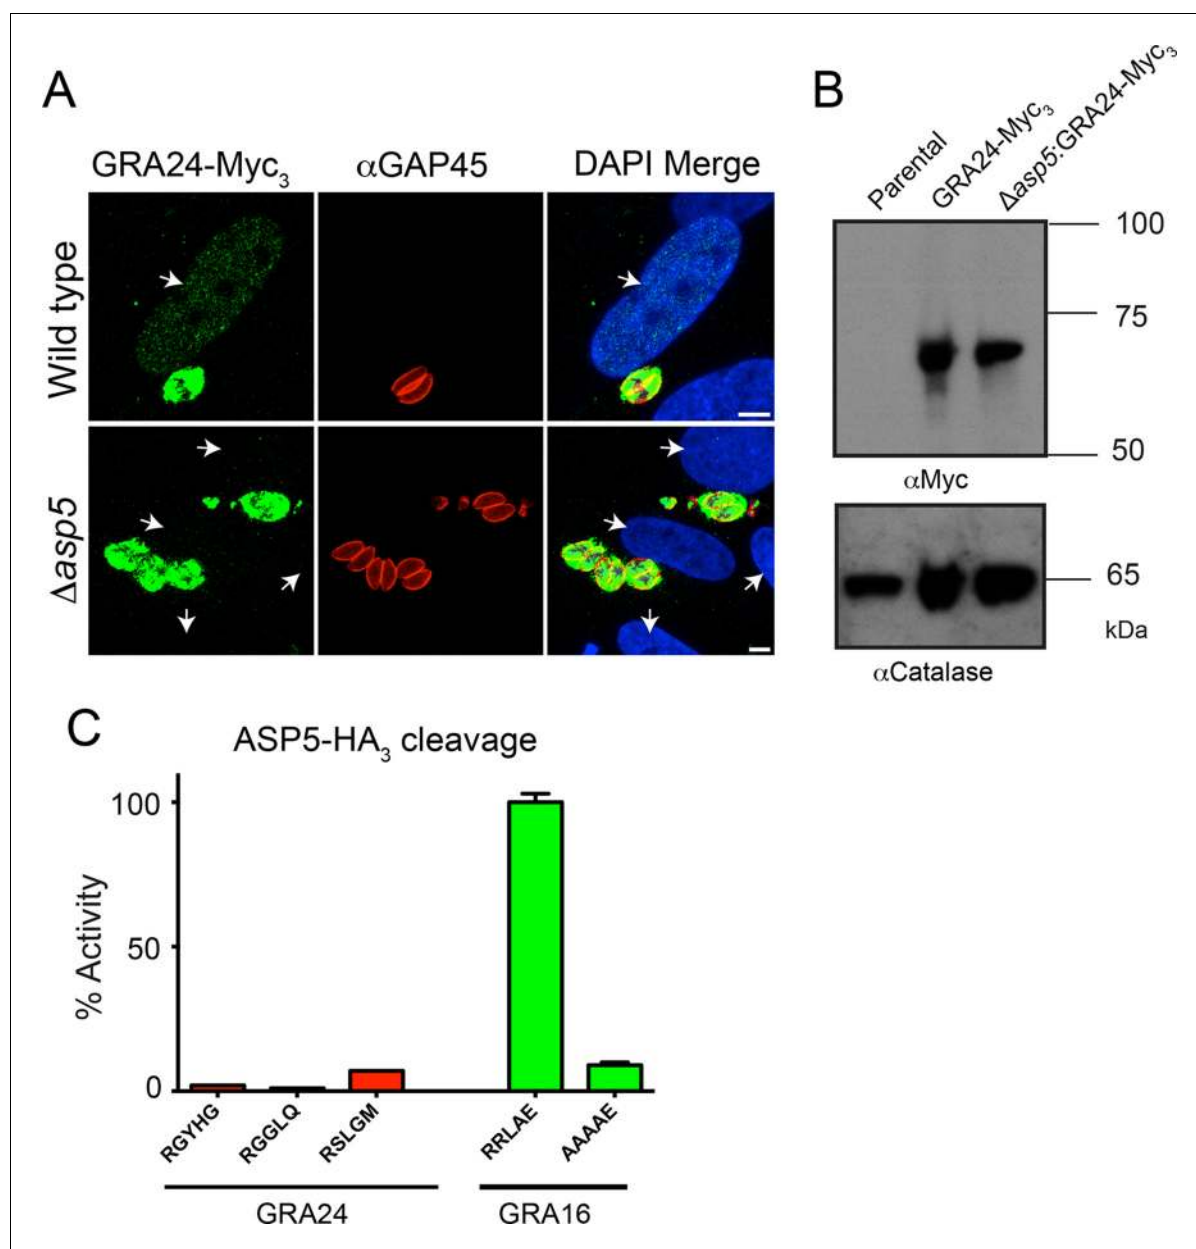 A
GRA24-Myc₃ αGAP45 DAPI Merge
Wild type
Δasp5
B
Parental
GRA24-Myc₃
Δasp5:GRA24-Myc₃
100
75
50
αMyc
65
kDa
αCatalase
C
ASP5-HA₃ cleavage
% Activity
100
50
0
RGYHG RGGLQ RSLGM RRLAE AAAAE
GRA24 GRA16